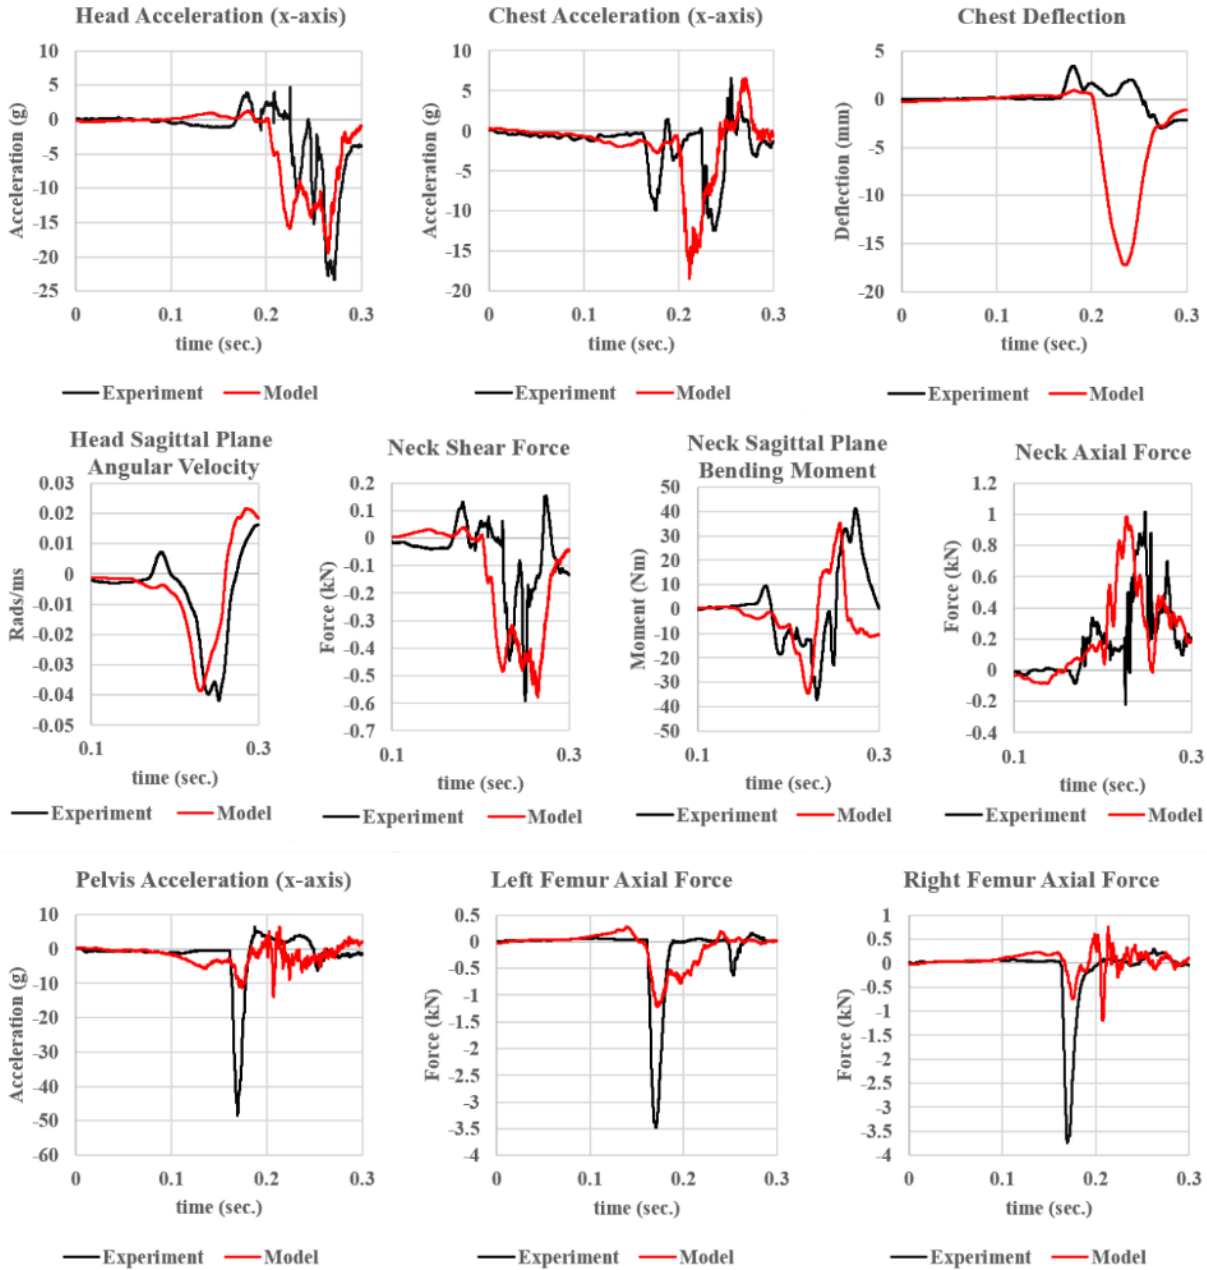 Head Acceleration (x-axis)
Acceleration (g)
10
5
0
-5
-10
-15
-20
-25
0
0.1
0.2
0.3
time (sec.)
Experiment
Model
Chest Acceleration (x-axis)
Acceleration (g)
10
5
0
-5
-10
-15
-20
0
0.1
0.2
0.3
time (sec.)
Experiment
Model
Chest Deflection
Deflection (mm)
5
0
-5
-10
-15
-20
0
0.1
0.2
0.3
time (sec.)
Experiment
Model
Head Sagittal Plane
Angular Velocity
Rads/ms
0.03
0.02
0.01
0
-0.01
-0.02
-0.03
-0.04
-0.05
0.1
0.3
time (sec.)
Experiment
Model
Neck Shear Force
Force (kN)
0.2
0.1
0
-0.1
-0.2
-0.3
-0.4
-0.5
-0.6
-0.7
0.1
0.3
time (sec.)
Experiment
Model
Neck Sagittal Plane
Bending Moment
Moment (Nm)
50
40
30
20
10
0
-10
-20
-30
-40
-50
0.1
0.3
time (sec.)
Experiment
Model
Neck Axial Force
Force (kN)
1.2
1
0.8
0.6
0.4
0.2
0
-0.2
-0.4
0.1
0.3
time (sec.)
Experiment
Model
Pelvis Acceleration (x-axis)
Acceleration (g)
10
0
-10
-20
-30
-40
-50
-60
0
0.1
0.2
0.3
time (sec.)
Experiment
Model
Left Femur Axial Force
Force (kN)
0.5
0
-0.5
-1
-1.5
-2
-2.5
-3
-3.5
-4
0
0.1
0.2
0.3
time (sec.)
Experiment
Model
Right Femur Axial Force
Force (kN)
1
0.5
0
-0.5
-1
-1.5
-2
-2.5
-3
-3.5
-4
0
0.1
0.2
0.3
time (sec.)
Experiment
Model